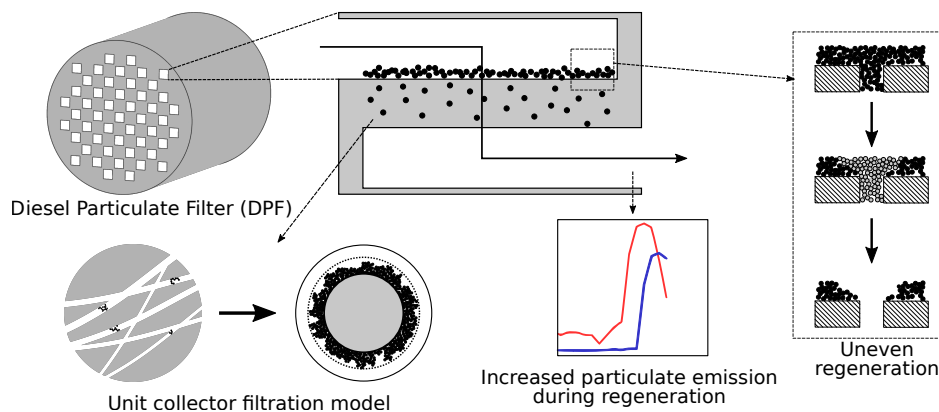 Diesel Particulate Filter (DPF)
Unit collector filtration model
Increased particulate emission
during regeneration
Uneven
regeneration